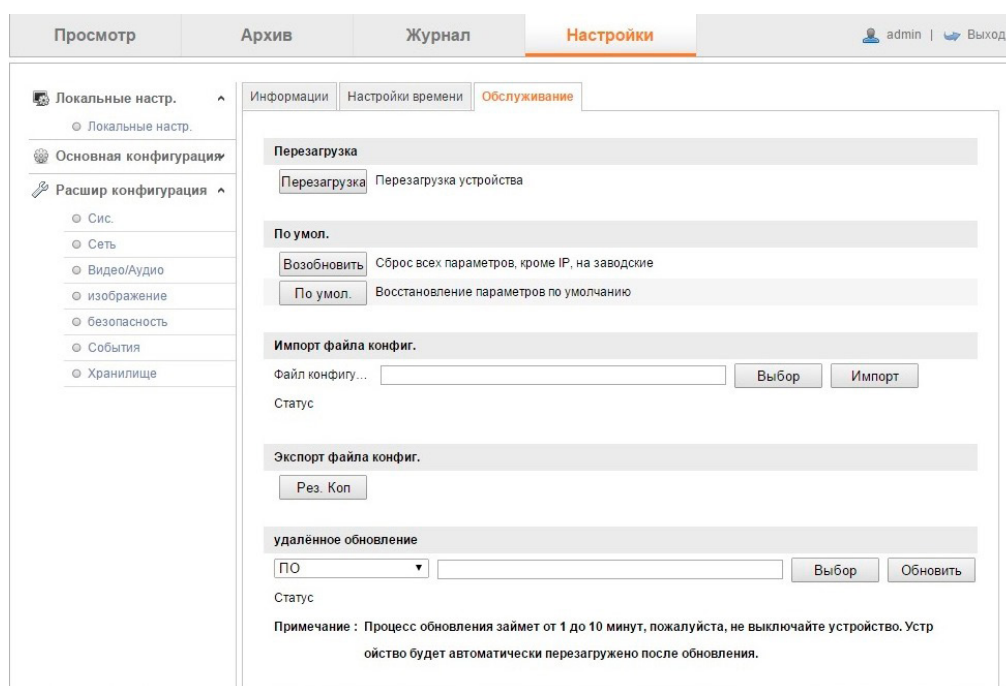 Просмотр
Архив
Журнал
Настройки
admin | Выход
Локальные настр.
Локальные настр.
Основная конфигурация
Расшир конфигурация
Сис.
Сеть
Видео/Аудио
изображение
безопасность
События
Хранилище
Информации
Настройки времени
Обслуживание
Перезагрузка
Перезагрузка Перезагрузка устройства
По умол.
Возобновить Сброс всех параметров, кроме IP, на заводские
По умол. Восстановление параметров по умолчанию
Импорт файла конфиг.
Файл конфигу... Выбор Импорт
Статус
Экспорт файла конфиг.
Рез. Коп
удалённое обновление
ПО Выбор Обновить
Статус
Примечание : Процесс обновления займет от 1 до 10 минут, пожалуйста, не выключайте устройство. Устр
ойство будет автоматически перезагружено после обновления.